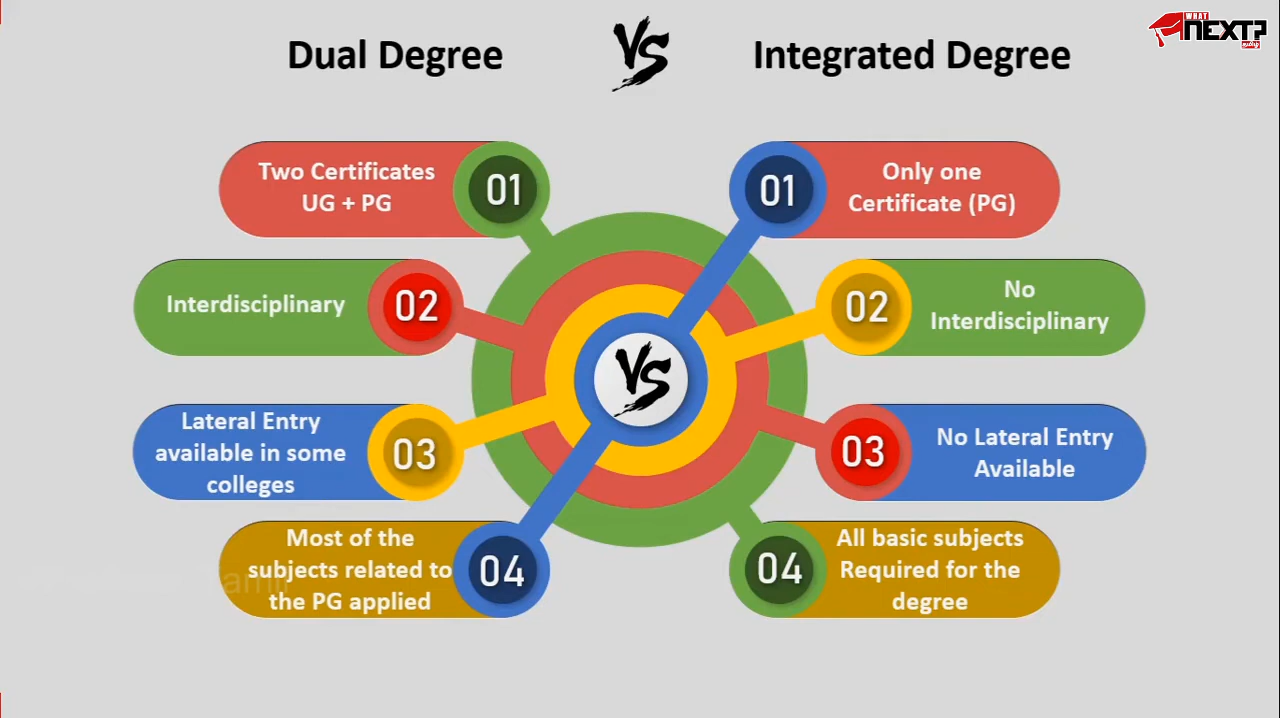 Dual Degree
VS
Integrated Degree
WHAT
NEXT?
தமிழ்
Two Certificates
UG + PG
01
01
Only one
Certificate (PG)
Interdisciplinary
02
02
No
Interdisciplinary
VS
Lateral Entry
available in some
colleges
03
03
No Lateral Entry
Available
Most of the
subjects related to
the PG applied
04
04
All basic subjects
Required for the
degree